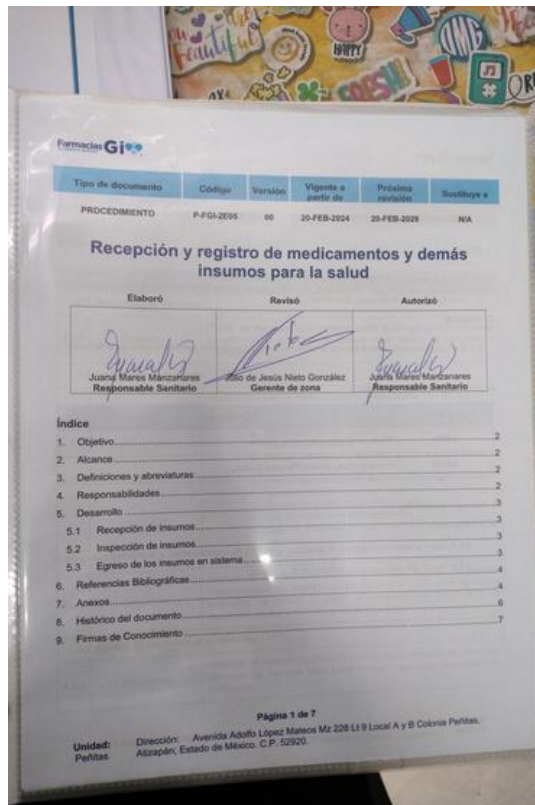 Beautiful
HAPPY
OMG
FRESH
Farmacias Gi
Tipo de documento Código Versión Vigente a partir de Próxima revisión Sustituye a
PROCEDIMIENTO P-FGI-2E05 00 20-FEB-2024 20-FEB-2026 N/A
Recepción y registro de medicamentos y demás
insumos para la salud
Elaboró Revisó Autorizó
Juana Mares Manzanares Julio de Jesús Nieto González Juana Mares Manzanares
Responsable Sanitario Gerente de zona Responsable Sanitario
Índice
1. Objetivo 2
2. Alcance 2
3. Definiciones y abreviaturas 2
4. Responsabilidades 2
5. Desarrollo 3
5.1 Recepción de insumos 3
5.2 Inspección de insumos 3
5.3 Egreso de los insumos en sistema 3
6. Referencias Bibliográficas 4
7. Anexos 4
8. Histórico del documento 6
9. Firmas de Conocimiento 7
Página 1 de 7
Unidad: Dirección: Avenida Adolfo López Mateos Mz 226 Lt 9 Local A y B Colonia Peñitas,
Peñitas Atizapán, Estado de México. C.P. 52920.